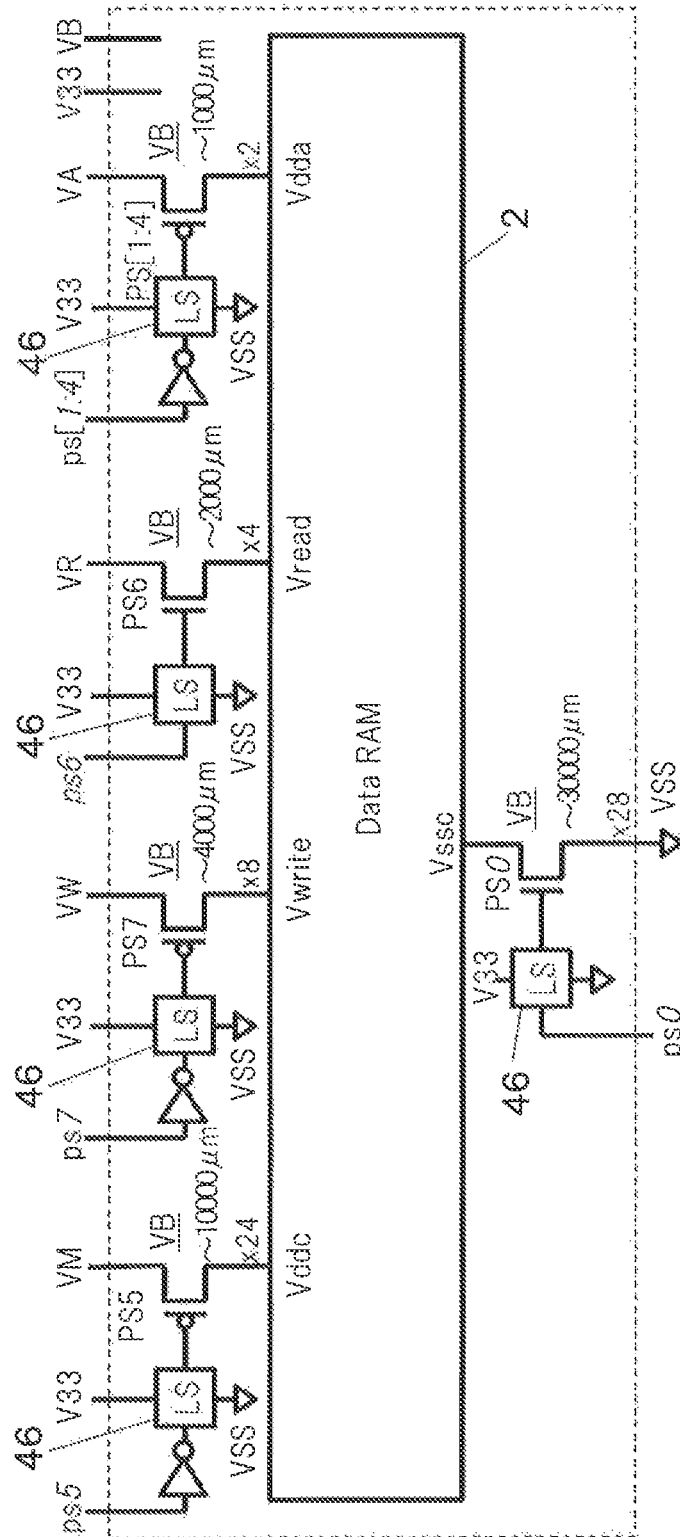 ps5
V33
VM
ps7
V33
VW
ps6
V33
VR
ps[1:4]
V33
VA
V33
VB
46
LS
VSS
PS5
VB
~10000μm
x24
46
LS
VSS
PS7
VB
~4000μm
x8
46
LS
VSS
PS6
VB
~2000μm
x4
46
LS
VSS
PS[1:4]
VB
~1000μm
x2
Vddc
Vwrite
Vread
Vdda
Data RAM
2
Vssc
46
V33
LS
ps0
PS0
VB
~30000μm
x28
VSS